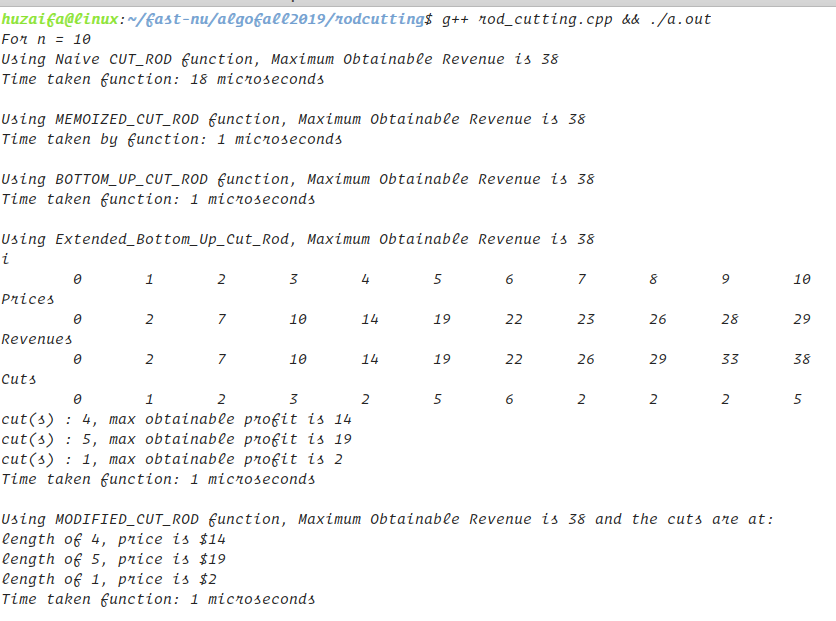 huzaifa@linux:~/fast-nu/algofall2019/rodcutting$ g++ rod_cutting.cpp && ./a.out
For n = 10
Using Naive CUT_ROD function, Maximum Obtainable Revenue is 38
Time taken function: 18 microseconds
Using MEMOIZED_CUT_ROD function, Maximum Obtainable Revenue is 38
Time taken by function: 1 microseconds
Using BOTTOM_UP_CUT_ROD function, Maximum Obtainable Revenue is 38
Time taken function: 1 microseconds
Using Extended_Bottom_Up_Cut_Rod, Maximum Obtainable Revenue is 38
i
0 1 2 3 4 5 6 7 8 9 10
Prices
0 2 7 10 14 19 22 23 26 28 29
Revenues
0 2 7 10 14 19 22 26 29 33 38
Cuts
0 1 2 3 2 5 6 2 2 2 5
cut(s) : 4, max obtainable profit is 14
cut(s) : 5, max obtainable profit is 19
cut(s) : 1, max obtainable profit is 2
Time taken function: 1 microseconds
Using MODIFIED_CUT_ROD function, Maximum Obtainable Revenue is 38 and the cuts are at:
length of 4, price is $14
length of 5, price is $19
length of 1, price is $2
Time taken function: 1 microseconds